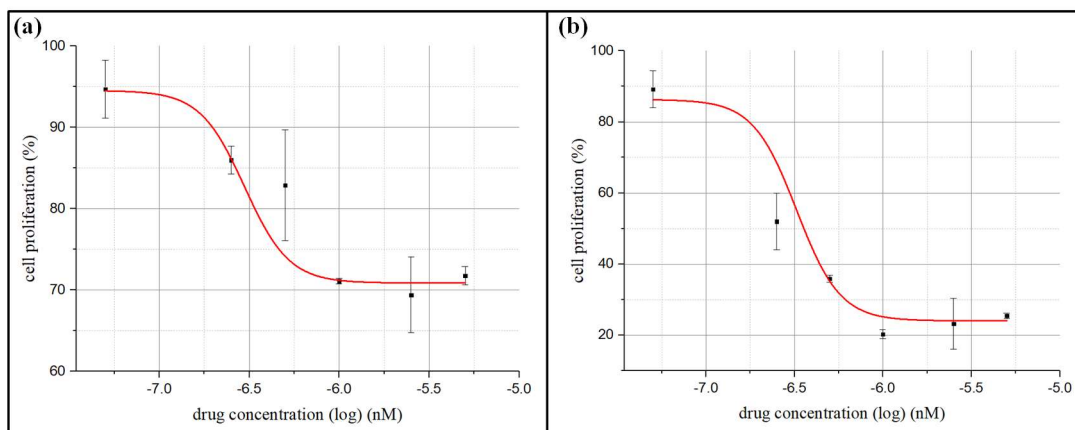 (a)
100
90
80
70
60
cell proliferation (%)
-7.0 -6.5 -6.0 -5.5 -5.0
drug concentration (log) (nM)
(b)
100
80
60
40
20
cell proliferation (%)
-7.0 -6.5 -6.0 -5.5 -5.0
drug concentration (log) (nM)